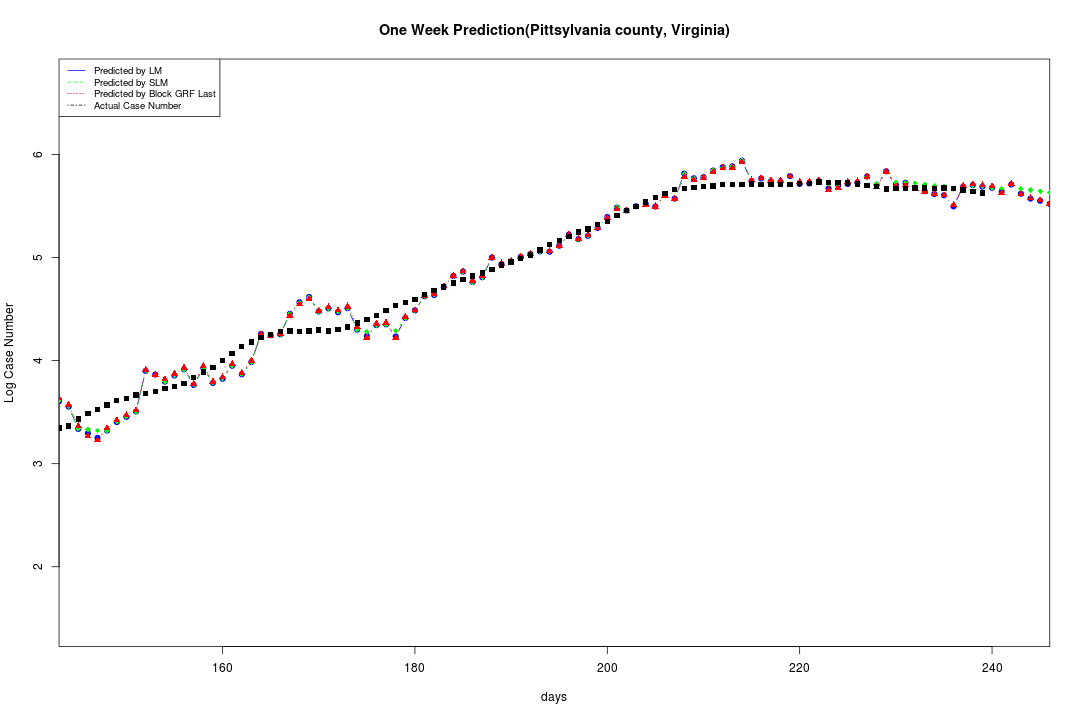 One Week Prediction(Pittsylvania county, Virginia)
Predicted by LM
Predicted by SLM
Predicted by Block GRF Last
Actual Case Number
6
5
4
3
2
Log Case Number
160 180 200 220 240
days